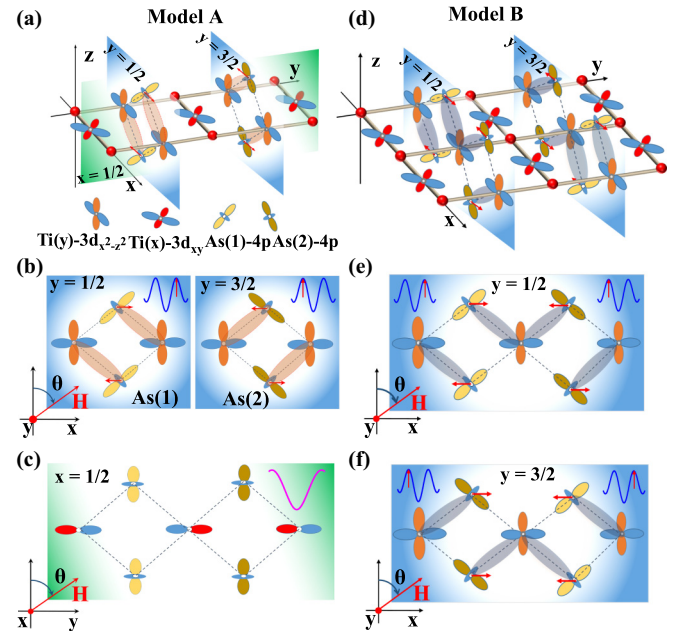 Model A
Model B
(a)
z
y = 1/2
y = 3/2
y
x = 1/2
x
Ti(y)-3dx²-z² Ti(x)-3dxy As(1)-4p As(2)-4p
(d)
z
y = 1/2
y = 3/2
y
x
(b)
y = 1/2
y = 3/2
As(1)
As(2)
θ
H
y
x
(e)
y = 1/2
θ
H
y
x
(c)
x = 1/2
θ
H
x
y
(f)
y = 3/2
θ
H
y
x